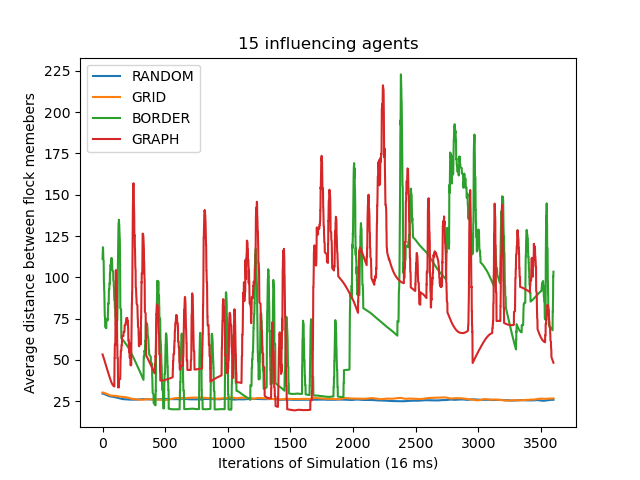 15 influencing agents
RANDOM
GRID
BORDER
GRAPH
Average distance between flock memebers
225
200
175
150
125
100
75
50
25
0 500 1000 1500 2000 2500 3000 3500
Iterations of Simulation (16 ms)